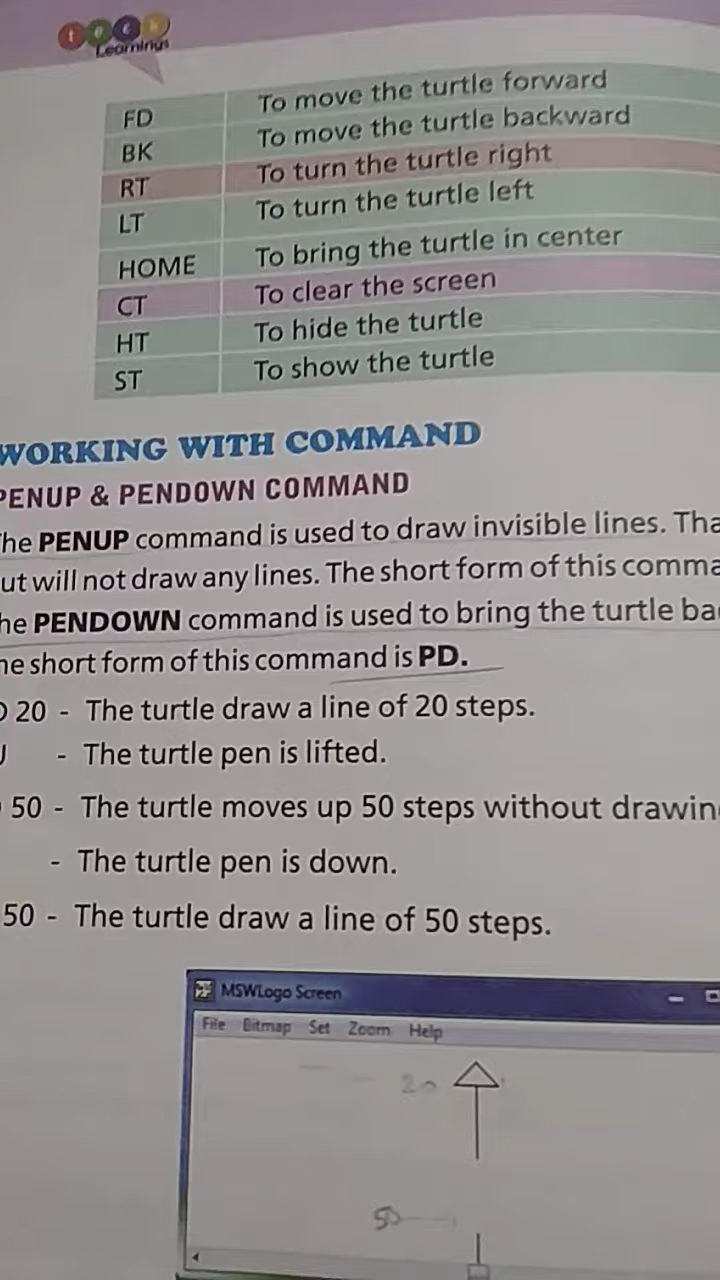 tech
Learnings
FD To move the turtle forward
BK To move the turtle backward
RT To turn the turtle right
LT To turn the turtle left
HOME To bring the turtle in center
CT To clear the screen
HT To hide the turtle
ST To show the turtle
WORKING WITH COMMAND
PENUP & PENDOWN COMMAND
he PENUP command is used to draw invisible lines. Tha
ut will not draw any lines. The short form of this comma
he PENDOWN command is used to bring the turtle ba
he short form of this command is PD.
D 20 - The turtle draw a line of 20 steps.
U - The turtle pen is lifted.
50 - The turtle moves up 50 steps without drawin
- The turtle pen is down.
50 - The turtle draw a line of 50 steps.
MSWLogo Screen
File Bitmap Set Zoom Help
20
50